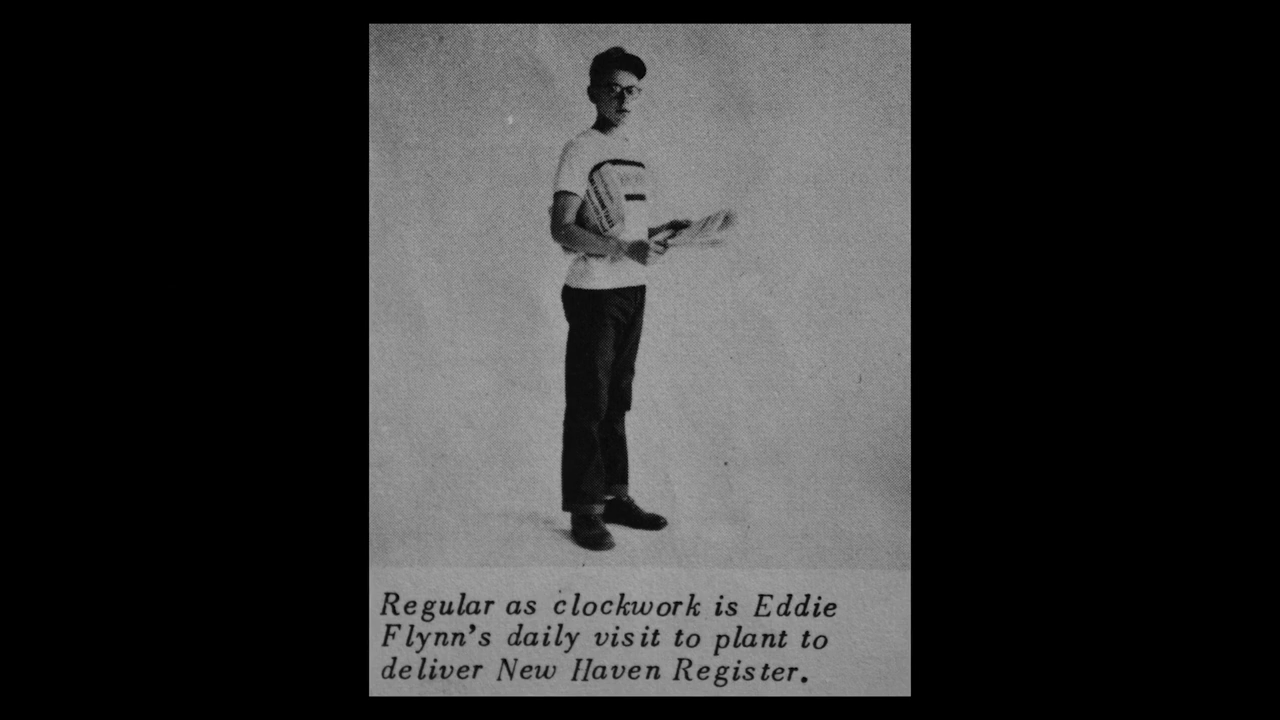 Regular as clockwork is Eddie
Flynn's daily visit to plant to
deliver New Haven Register.